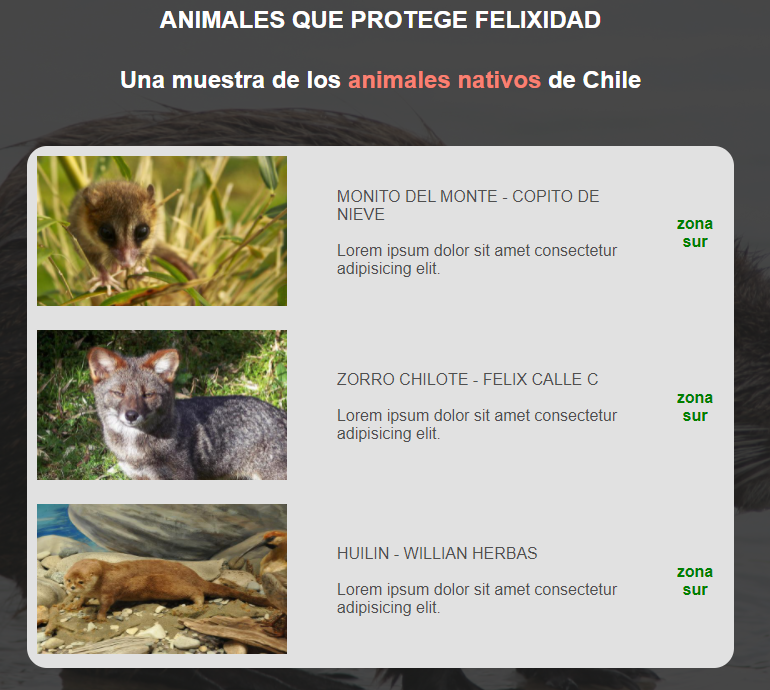 ANIMALES QUE PROTEGE FELIXIDAD
Una muestra de los animales nativos de Chile
MONITO DEL MONTE - COPITO DE
NIEVE
Lorem ipsum dolor sit amet consectetur
adipisicing elit.
zona
sur
ZORRO CHILOTE - FELIX CALLE C
Lorem ipsum dolor sit amet consectetur
adipisicing elit.
zona
sur
HUILIN - WILLIAN HERBAS
Lorem ipsum dolor sit amet consectetur
adipisicing elit.
zona
sur